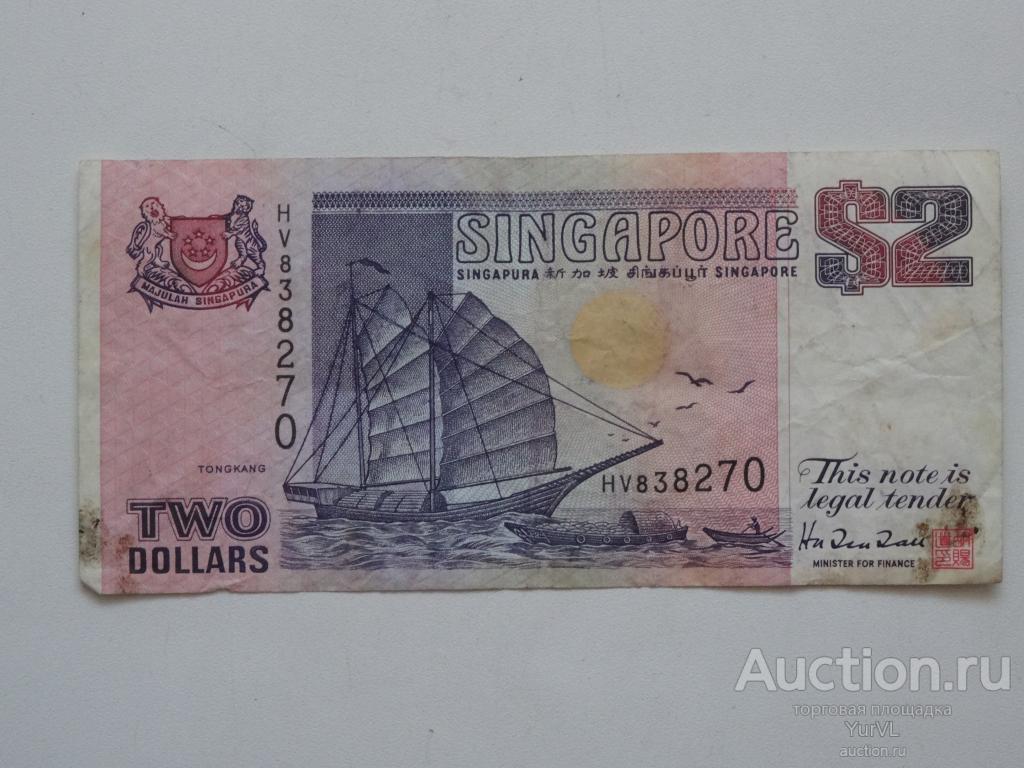 SINGAPORE
SINGAPURA 新加坡 சிங்கப்பூர் SINGAPORE
$2
MAJULAH SINGAPURA
HV838270
TONGKANG
TWO
DOLLARS
HV838270
This note is
legal tender
MINISTER FOR FINANCE
Auction.ru
торговая площадка
YurVL
auction.ru